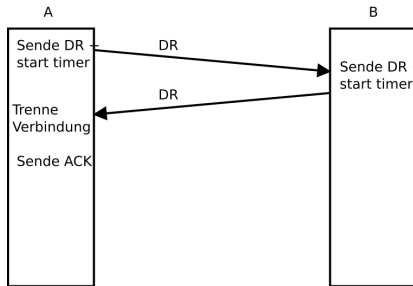 A
B
Sende DR
start timer
DR
Sende DR
start timer
DR
Trenne
Verbindung
Sende ACK